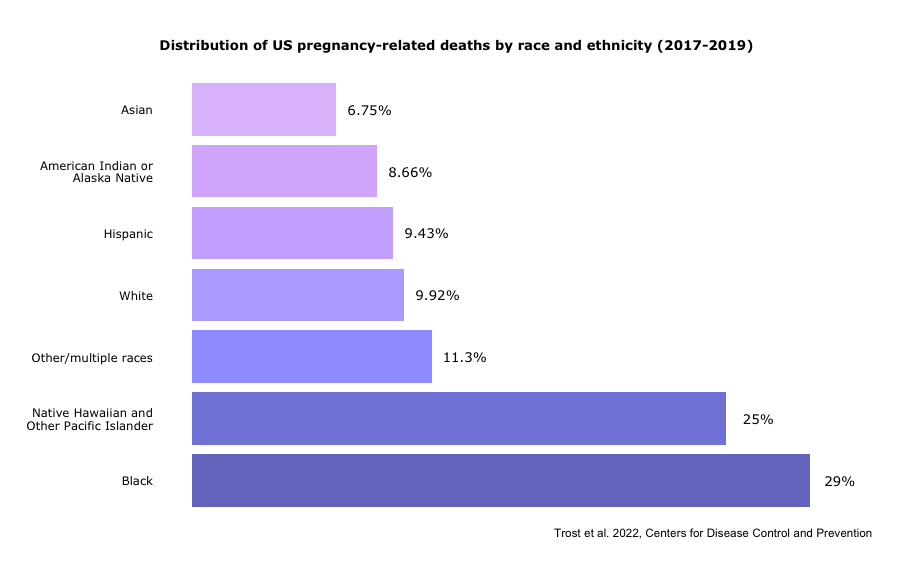 Distribution of US pregnancy-related deaths by race and ethnicity (2017-2019)
Asian
6.75%
American Indian or
Alaska Native
8.66%
Hispanic
9.43%
White
9.92%
Other/multiple races
11.3%
Native Hawaiian and
Other Pacific Islander
25%
Black
29%
Trost et al. 2022, Centers for Disease Control and Prevention